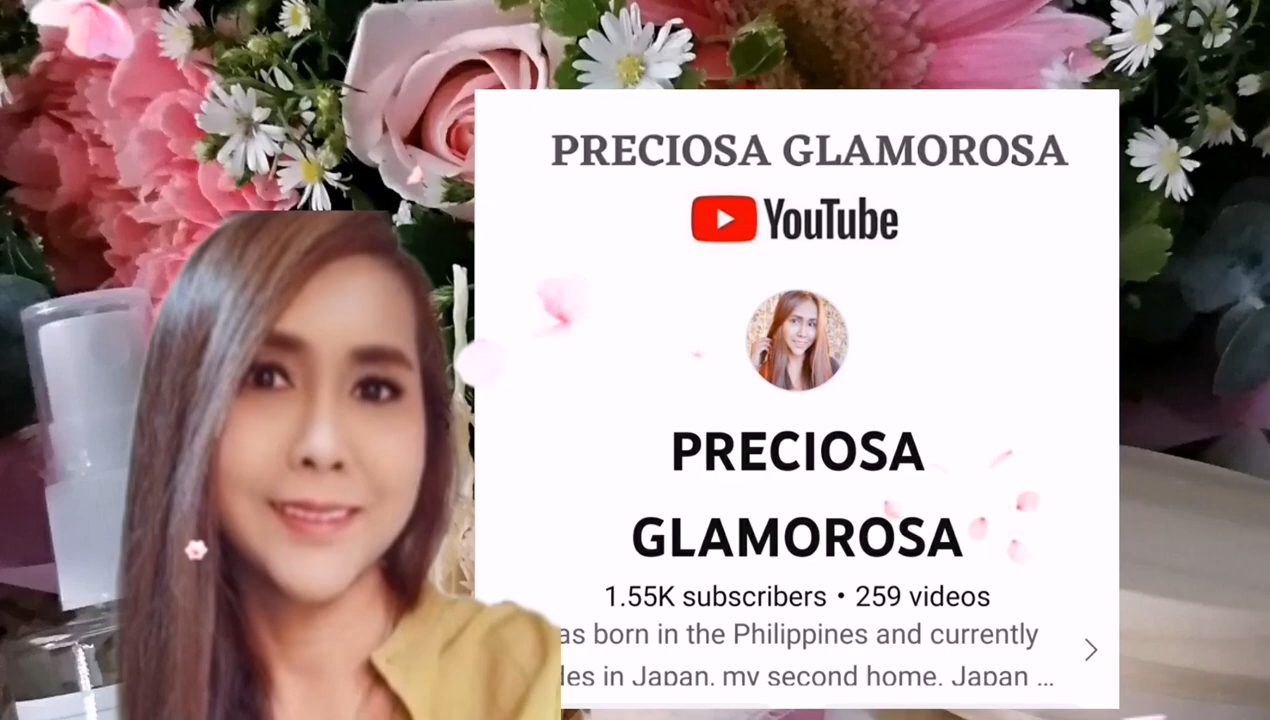 PRECIOSA GLAMOROSA
YouTube
PRECIOSA
GLAMOROSA
1.55K subscribers • 259 videos
born in the Philippines and currently
in Japan, my second home. Japan ...